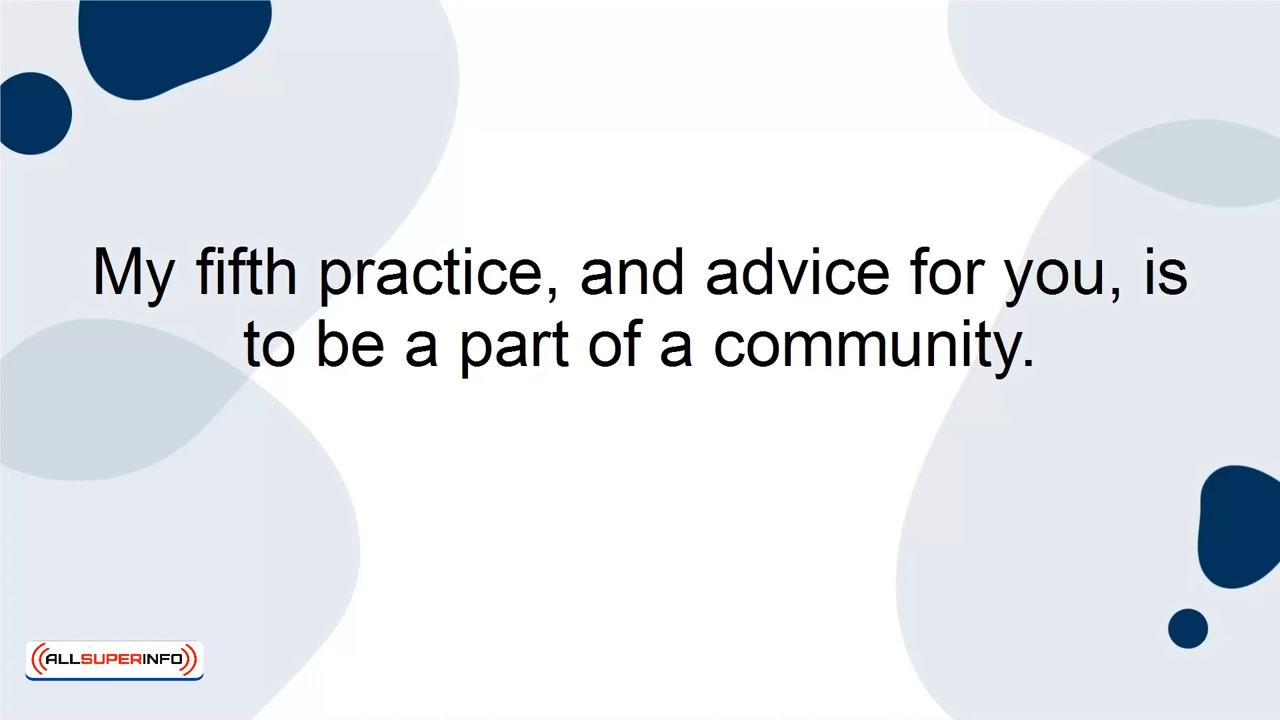 My fifth practice, and advice for you, is
to be a part of a community.
ALLSUPERINFO